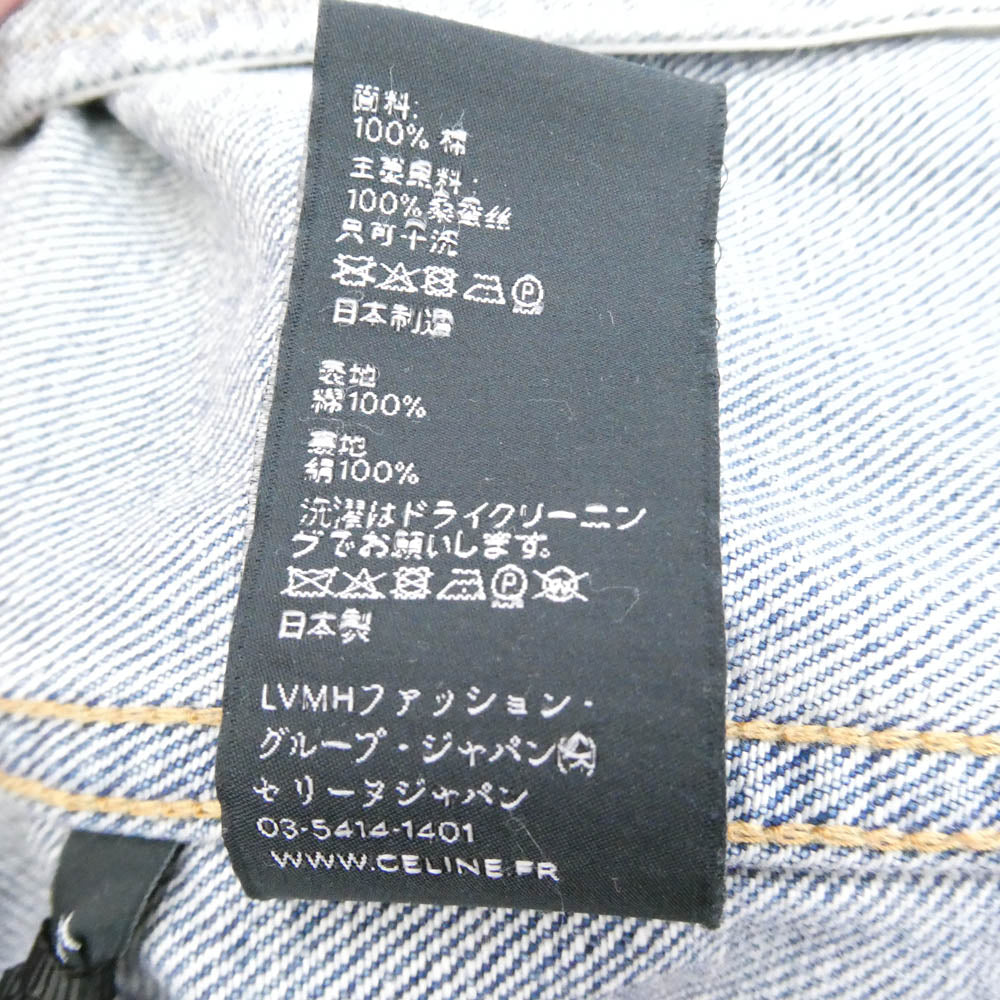 面料:
100% 棉
主要里料:
100%桑蚕丝
只可干洗
P
日本制造
表地
綿100%
裏地
絹100%
洗濯はドライクリーニン
グでお願いします。
P W
日本製
LVMHファッション・
グループ・ジャパン㈱
セリーヌジャパン
03-5414-1401
WWW.CELINE.FR